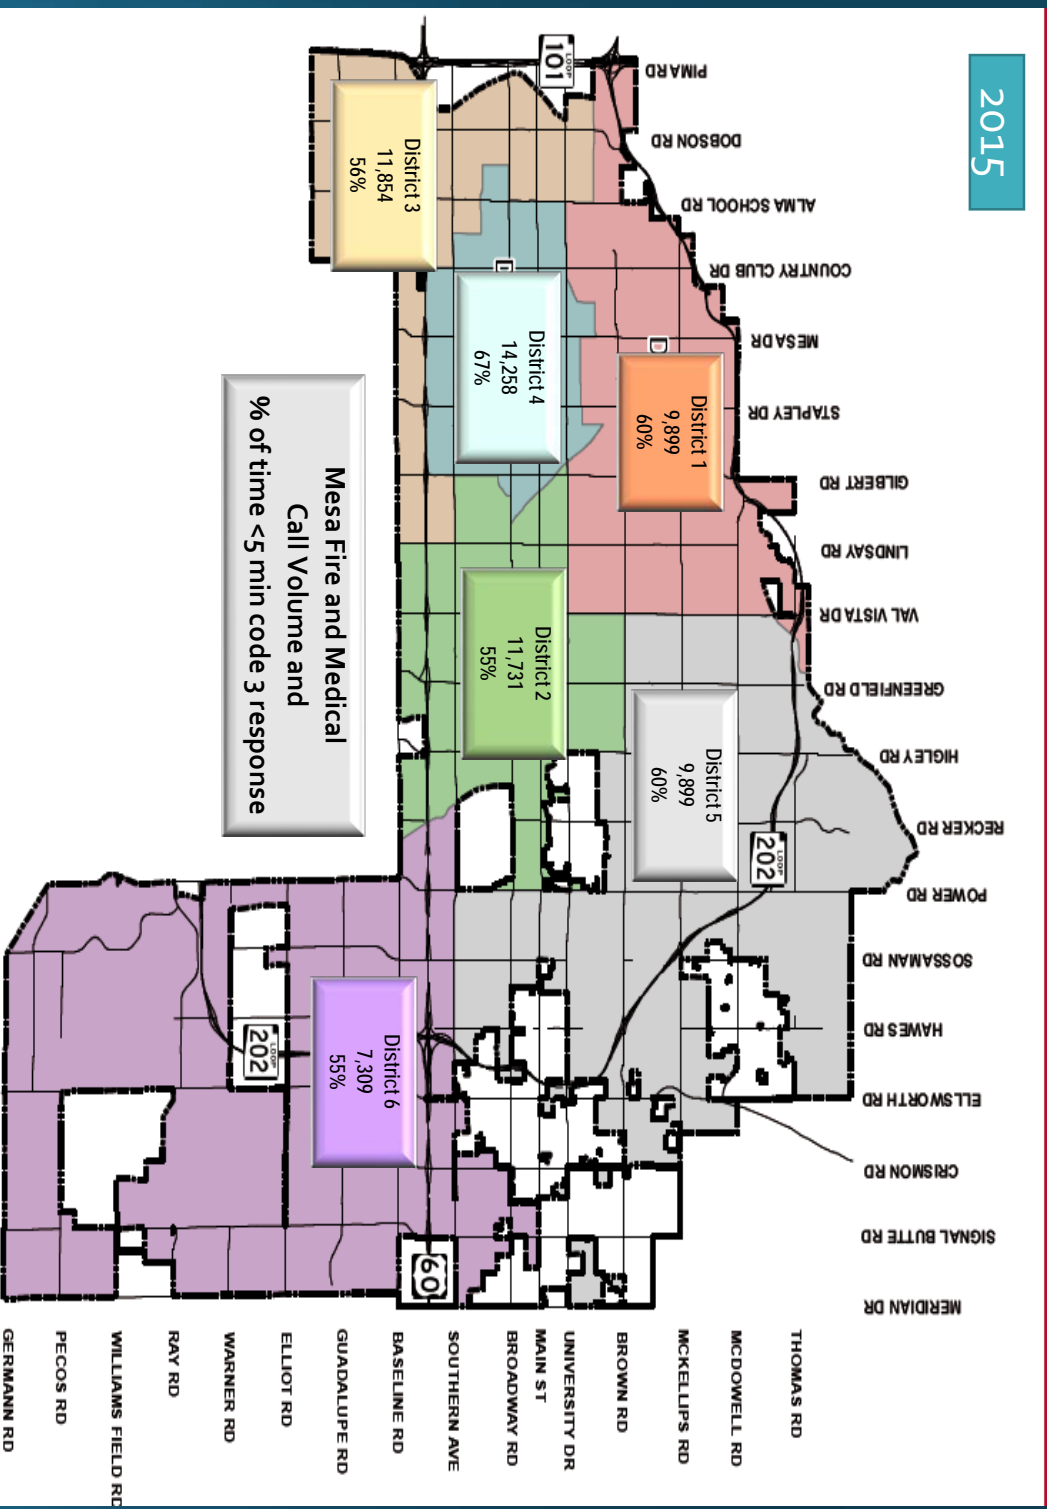 2015
PIMA RD
DOBSON RD
ALMA SCHOOL RD
COUNTRY CLUB DR
MESA DR
STAPLEY DR
GILBERT RD
LINDSAY RD
VAL VISTA DR
GREENFIELD RD
HIGLEY RD
RECKER RD
POWER RD
SOSSAMAN RD
HAWES RD
ELLSWORTH RD
CRISMON RD
SIGNAL BUTTE RD
MERIDIAN DR
THOMAS RD
MCDOWELL RD
MCKELLIPS RD
BROWN RD
UNIVERSITY DR
MAIN ST
BROADWAY RD
SOUTHERN AVE
BASELINE RD
GUADALUPE RD
ELLIOT RD
WARNER RD
RAY RD
WILLIAMS FIELD RD
PECOS RD
GERMANN RD
LOOP
101
LOOP
202
LOOP
202
60
D
D
District 1
9,899
60%
District 5
9,899
60%
District 4
14,258
67%
District 2
11,731
55%
District 3
11,854
56%
District 6
7,309
55%
Mesa Fire and Medical
Call Volume and
% of time <5 min code 3 response